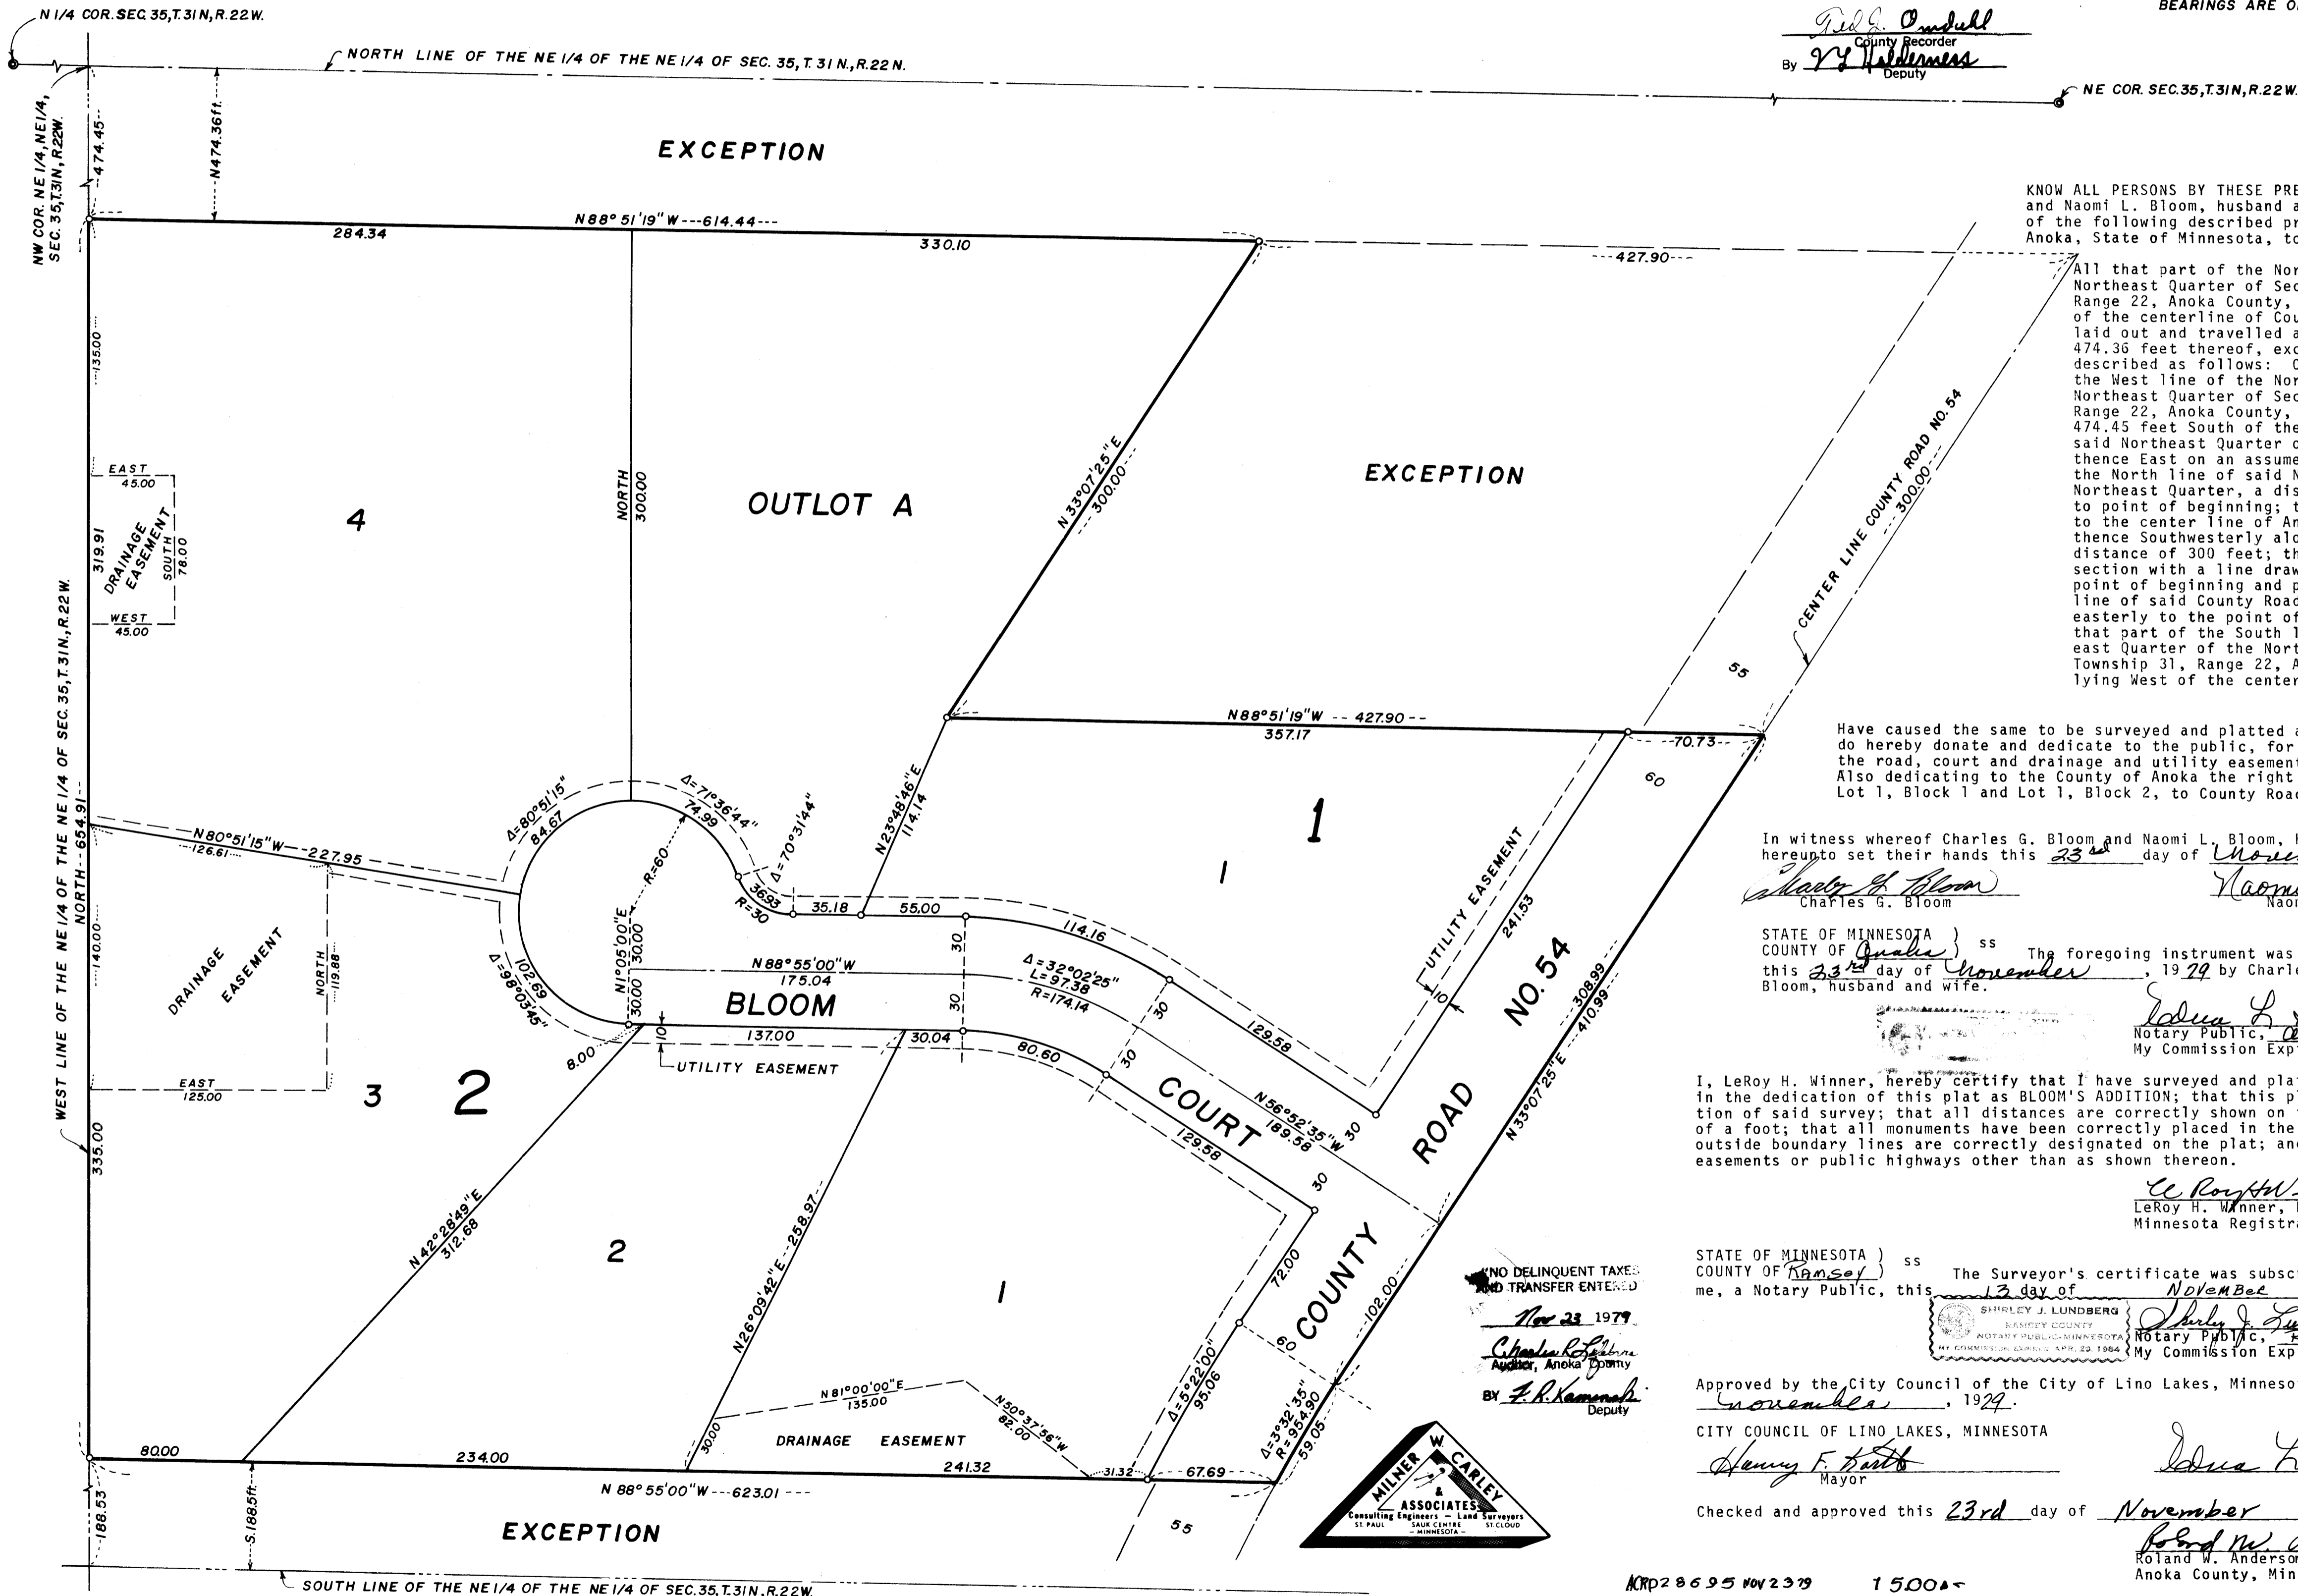 N 1/4 COR. SEC. 35, T. 31 N, R. 22 W.
NORTH LINE OF THE NE 1/4 OF THE NE 1/4 OF SEC. 35, T. 31 N., R. 22 N.
NW COR. NE 1/4, NE 1/4,
SEC. 35, T. 31 N, R. 22W.
--474.45--
N474.36ft.
EXCEPTION
Ted J. Omdahl
County Recorder
By
Deputy
BEARINGS ARE O
NE COR. SEC. 35, T. 31 N, R. 22 W.
N 88° 51' 19" W ---614.44---
284.34
330.10
---427.90---
135.00
EAST
45.00
DRAINAGE
EASEMENT
SOUTH
78.00
WEST
45.00
319.91
4
NORTH
300.00
OUTLOT A
N 33° 07' 25" E
--- 300.00 ---
EXCEPTION
CENTER LINE COUNTY ROAD NO. 54
--- 300.00 ---
55
N 88° 51' 19" W -- 427.90 --
357.17
70.73
60
WEST LINE OF THE NE 1/4 OF THE NE 1/4 OF SEC. 35, T. 31 N., R. 22 W.
NORTH --654.91--
N 80° 51' 15" W
227.95
126.61
Δ=80° 51' 15"
84.67
Δ=71° 36' 44"
74.99
Δ=70° 31' 44"
36.93
R=30
R=60
N 23° 48' 46" E
114.14
35.18
55.00
114.16
1
1
UTILITY EASEMENT
10
241.53
129.58
140.00
DRAINAGE
EASEMENT
NORTH
119.88
EAST
125.00
Δ=98° 03' 45"
102.69
N 1° 05' 00" E
30.00 30.00
N 88° 55' 00" W
175.04
30
30
Δ=32° 02' 25"
L=97.38
R=174.14
30
30
BLOOM
COURT
137.00
30.04
80.60
8.00
10
UTILITY EASEMENT
N 56° 52' 35" W
189.58
30
30
129.58
COUNTY
ROAD
NO. 54
308.99
N 33° 07' 25" E -- 410.99
102.00
3
2
335.00
N 42° 28' 49" E
312.68
2
N 26° 09' 42" E --- 258.97
1
72.00
60
Δ=5° 22' 00"
95.06
Δ=3° 32' 35"
R=954.90
59.05
N 81° 00' 00" E
135.00
30.00
N 50° 37' 56" W
82.00
DRAINAGE EASEMENT
80.00
234.00
241.32
31.32
67.69
N 88° 55' 00" W ---623.01 ---
188.53
S. 188.5 ft.
EXCEPTION
55
SOUTH LINE OF THE NE 1/4 OF THE NE 1/4 OF SEC. 35, T. 31 N., R. 22 W.
KNOW ALL PERSONS BY THESE PRE
and Naomi L. Bloom, husband a
of the following described pr
Anoka, State of Minnesota, to
All that part of the Nor
Northeast Quarter of Sec
Range 22, Anoka County,
of the centerline of Cou
laid out and travelled a
474.36 feet thereof, exc
described as follows: C
the West line of the Nor
Northeast Quarter of Sec
Range 22, Anoka County,
474.45 feet South of the
said Northeast Quarter o
thence East on an assume
the North line of said N
Northeast Quarter, a dis
to point of beginning; t
to the center line of An
thence Southwesterly alo
distance of 300 feet; th
section with a line draw
point of beginning and p
line of said County Road
easterly to the point of
that part of the South l
east Quarter of the Nort
Township 31, Range 22, A
lying West of the center
Have caused the same to be surveyed and platted a
do hereby donate and dedicate to the public, for
the road, court and drainage and utility easement
Also dedicating to the County of Anoka the right
Lot 1, Block 1 and Lot 1, Block 2, to County Road
In witness whereof Charles G. Bloom and Naomi L. Bloom, h
hereunto set their hands this 23rd day of
Charles G. Bloom Naomi
Charles G. Bloom Nao
STATE OF MINNESOTA )
COUNTY OF Anoka ) ss The foregoing instrument was
this 23rd day of November , 1979 by Charle
Bloom, husband and wife.
Notary Public,
My Commission Exp
I, LeRoy H. Winner, hereby certify that I have surveyed and pla
in the dedication of this plat as BLOOM'S ADDITION; that this p
tion of said survey; that all distances are correctly shown on
of a foot; that all monuments have been correctly placed in the
outside boundary lines are correctly designated on the plat; an
easements or public highways other than as shown thereon.
LeRoy H. Winner,
Minnesota Registra
STATE OF MINNESOTA )
COUNTY OF Ramsey ) ss The Surveyor's certificate was subsc
me, a Notary Public, this 13 day of November
SHIRLEY J. LUNDBERG
RAMSEY COUNTY
NOTARY PUBLIC-MINNESOTA
MY COMMISSION EXPIRES APR. 29, 1984
Shirley J.
Notary Public,
My Commission Exp
"NO DELINQUENT TAXES
AND TRANSFER ENTERED"
Nov 23 1979
Auditor, Anoka County
BY
Deputy
Approved by the City Council of the City of Lino Lakes, Minneso
November , 1979.
CITY COUNCIL OF LINO LAKES, MINNESOTA
Mayor
Checked and approved this 23rd day of November
Roland W. Anderson
Anoka County, Min
MILNER W. CARLEY
&
ASSOCIATES
Consulting Engineers — Land Surveyors
ST. PAUL SAUK CENTRE ST. CLOUD
— MINNESOTA —
ACRP28695 NOV 23 79 1500